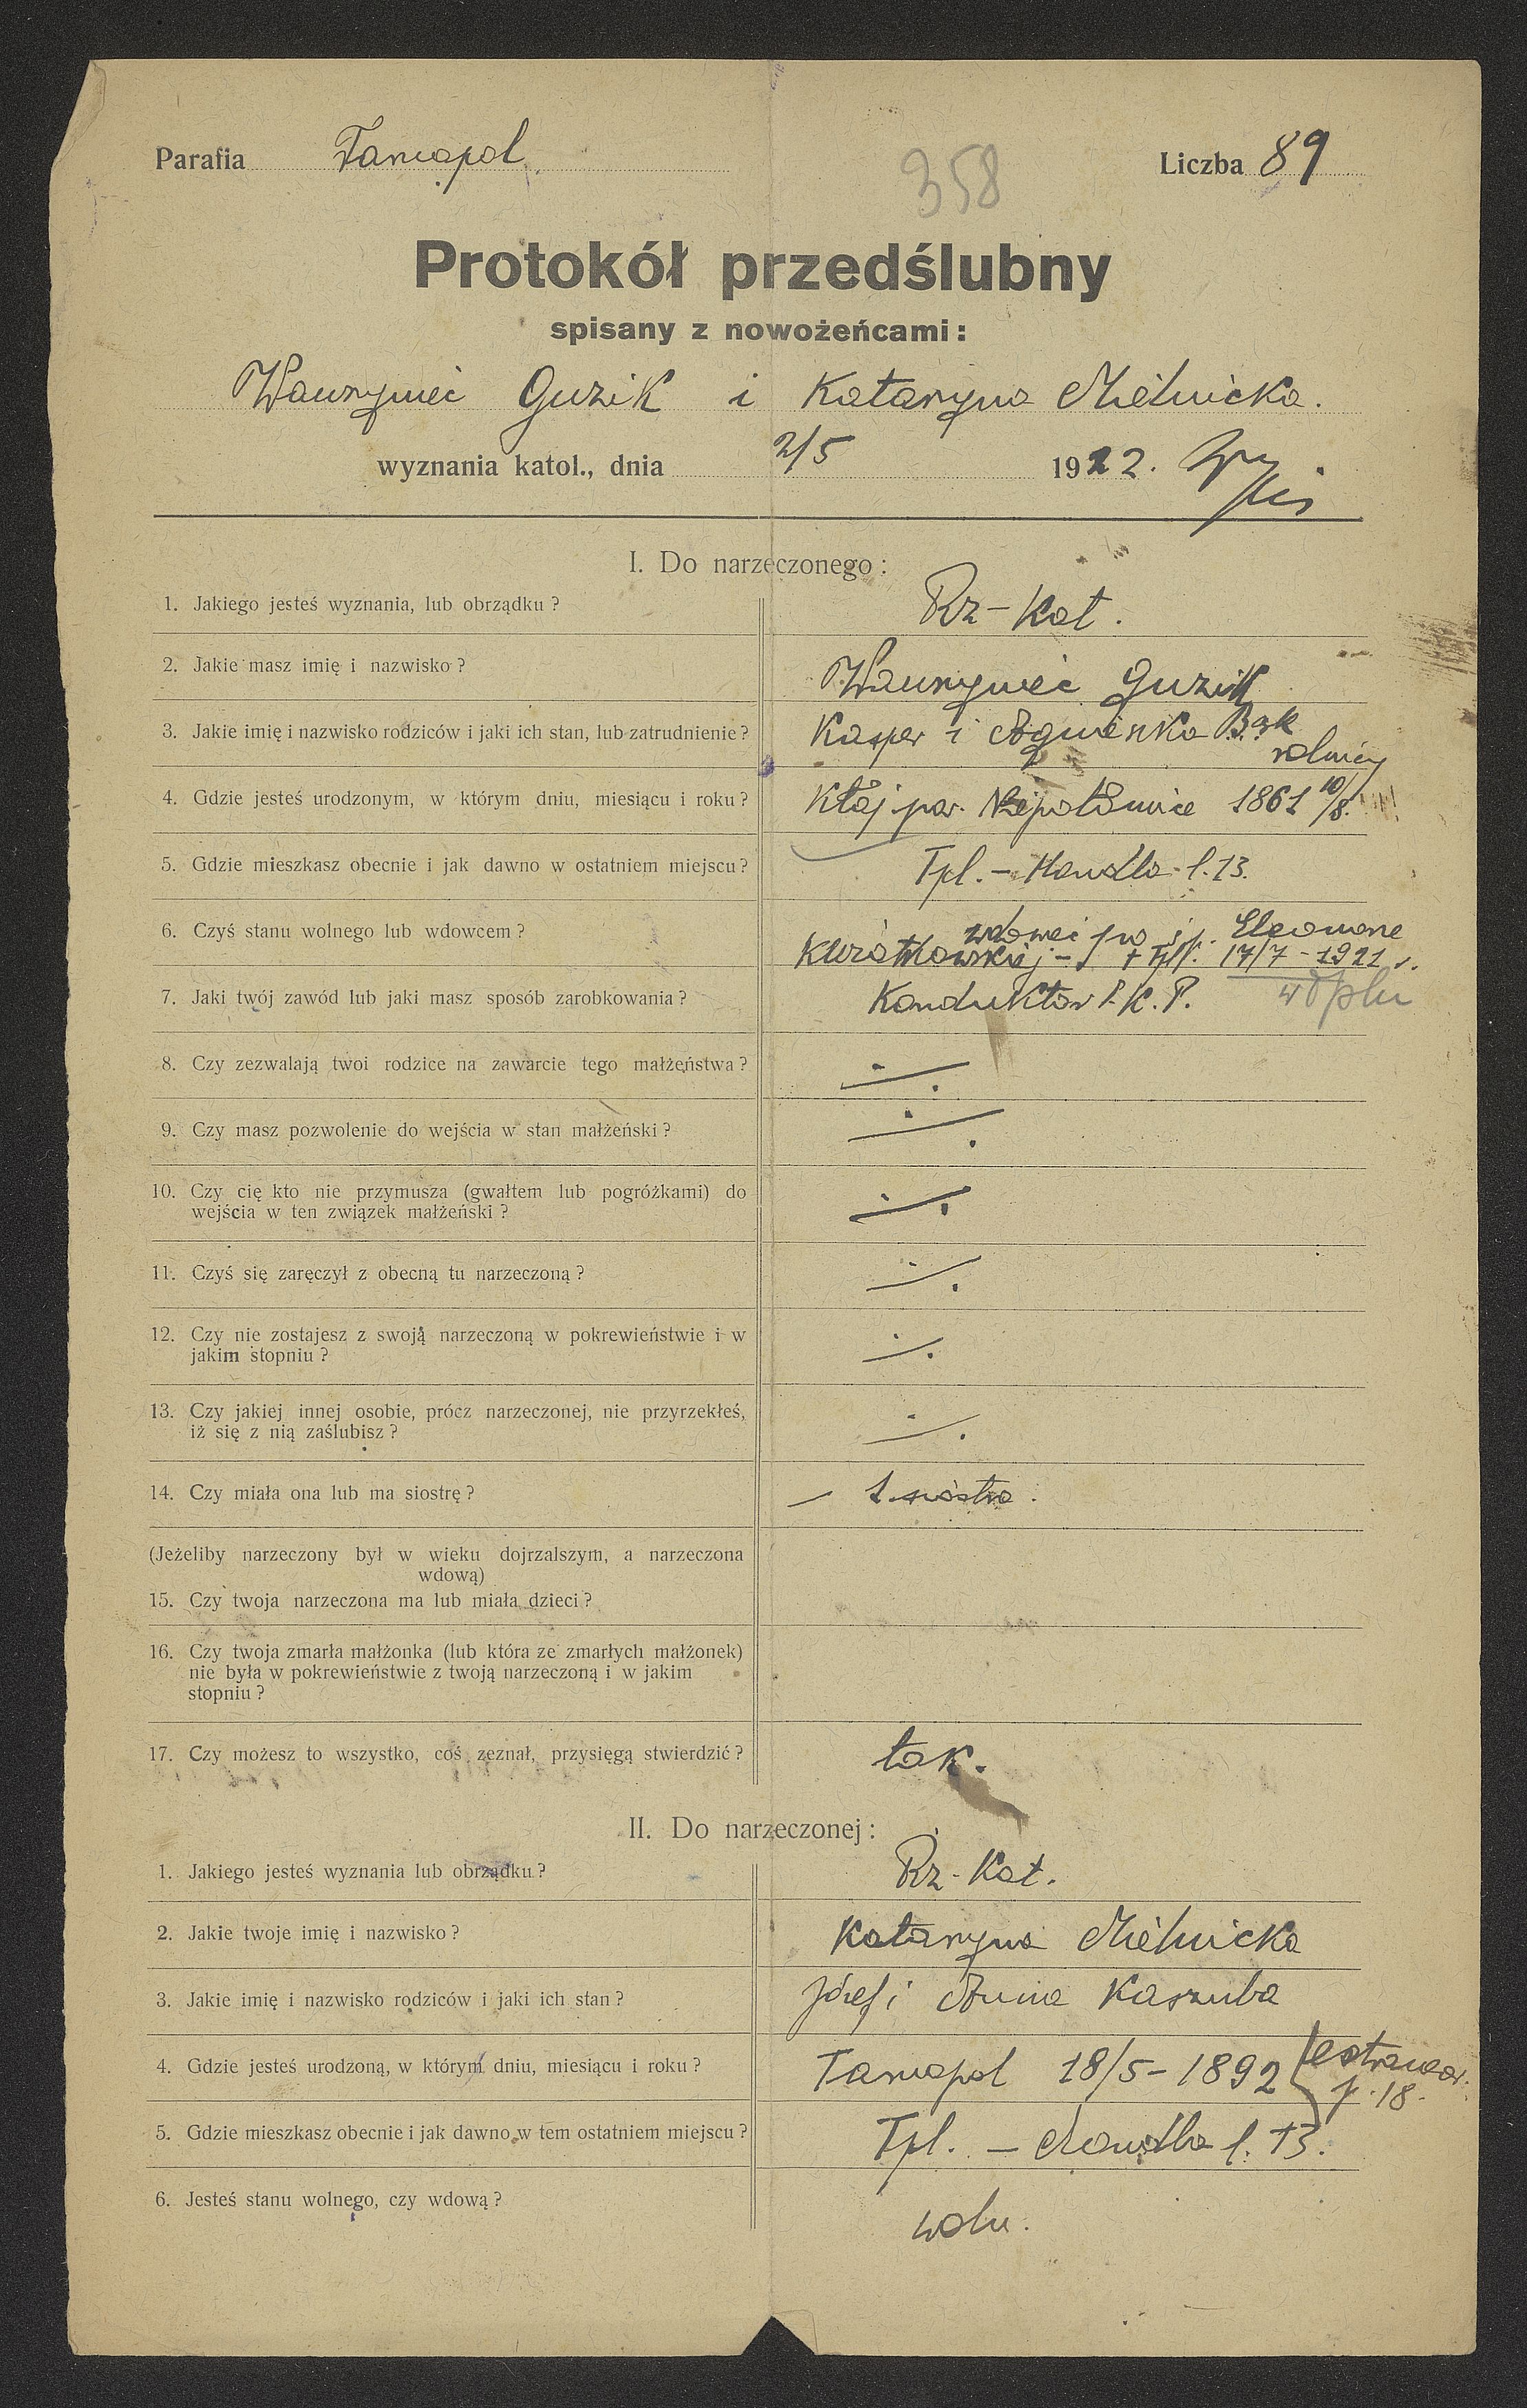 Parafia Tarnopol.
358
Liczba 89
Protokół przedślubny
spisany z nowożeńcami:
Wawrzyniec Guzik i Katarzyna Mielnicka.
wyznania katol., dnia 2/5 1922.
I. Do narzeczonego:
1. Jakiego jesteś wyznania, lub obrządku? Rz-Kat.
2. Jakie masz imię i nazwisko? Wawrzyniec Guzik
3. Jakie imię i nazwisko rodziców i jaki ich stan, lub zatrudnienie? Kasper i Agnieszka Bąk
rolnicy
4. Gdzie jesteś urodzonym, w którym dniu, miesiącu i roku? Kłaj par. Niepołomice 1861 10/8.
5. Gdzie mieszkasz obecnie i jak dawno w ostatniem miejscu? Tpl. - l. 13.
6. Czyś stanu wolnego lub wdowcem? wdowiec po ś.p. Eleonorze
+ Tpl. 17/7 - 1921 r.
7. Jaki twój zawód lub jaki masz sposób zarobkowania? Konduktor P. K. P. w Tplu
8. Czy zezwalają twoi rodzice na zawarcie tego małżeństwa?
9. Czy masz pozwolenie do wejścia w stan małżeński?
10. Czy cię kto nie przymusza (gwałtem lub pogróżkami) do
wejścia w ten związek małżeński?
11. Czyś się zaręczył z obecną tu narzeczoną?
12. Czy nie zostajesz z swoją narzeczoną w pokrewieństwie i w
jakim stopniu?
13. Czy jakiej innej osobie, prócz narzeczonej, nie przyrzekłeś,
iż się z nią zaślubisz?
14. Czy miała ona lub ma siostrę? — 1 siostra.
(Jeżeliby narzeczony był w wieku dojrzalszym, a narzeczona
wdową)
15. Czy twoja narzeczona ma lub miała dzieci?
16. Czy twoja zmarła małżonka (lub która ze zmarłych małżonek)
nie była w pokrewieństwie z twoją narzeczoną i w jakim
stopniu?
17. Czy możesz to wszystko, coś zeznał, przysięgą stwierdzić? tak.
II. Do narzeczonej:
1. Jakiego jesteś wyznania lub obrządku? Rz-Kat.
2. Jakie twoje imię i nazwisko? Katarzyna Mielnicka
3. Jakie imię i nazwisko rodziców i jaki ich stan? Józef i Anna Kaszuba
4. Gdzie jesteś urodzoną, w którym dniu, miesiącu i roku? Tarnopol 18/5 - 1892
p. 18.
5. Gdzie mieszkasz obecnie i jak dawno w tem ostatniem miejscu? Tpl. — l. 13.
6. Jesteś stanu wolnego, czy wdową? woln.